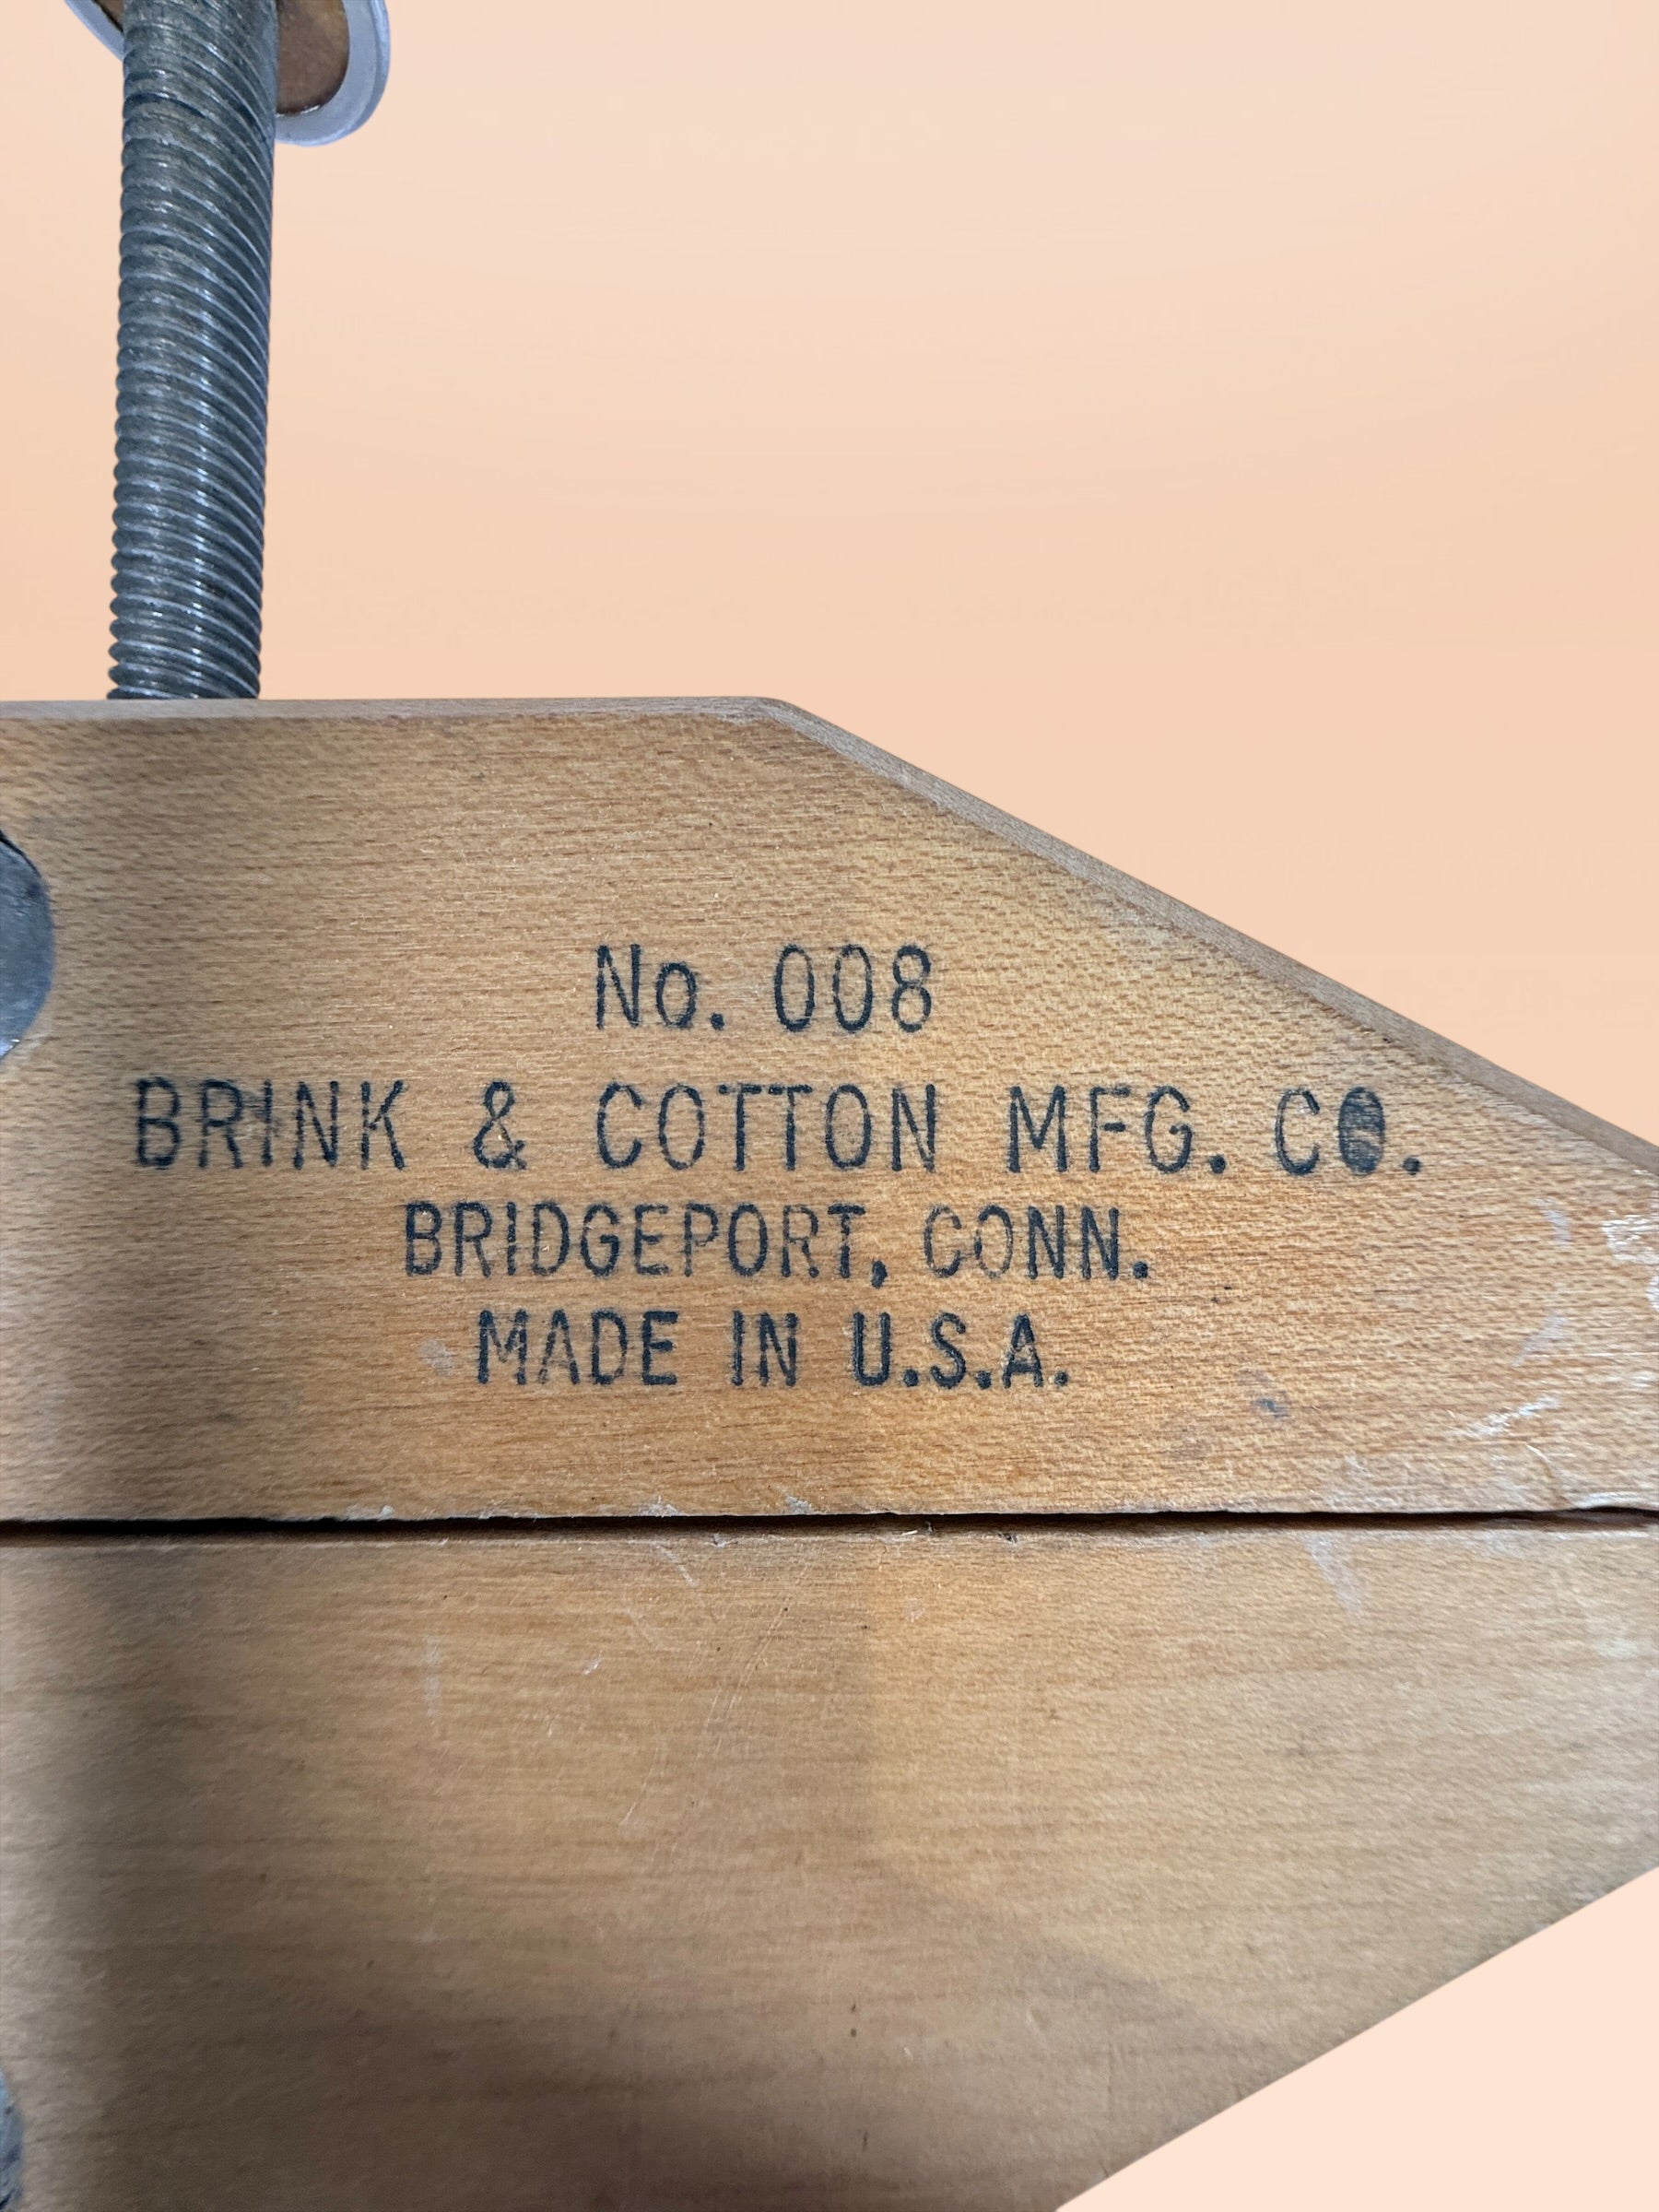 No. 008
BRINK & COTTON MFG. CO.
BRIDGEPORT, CONN.
MADE IN U.S.A.